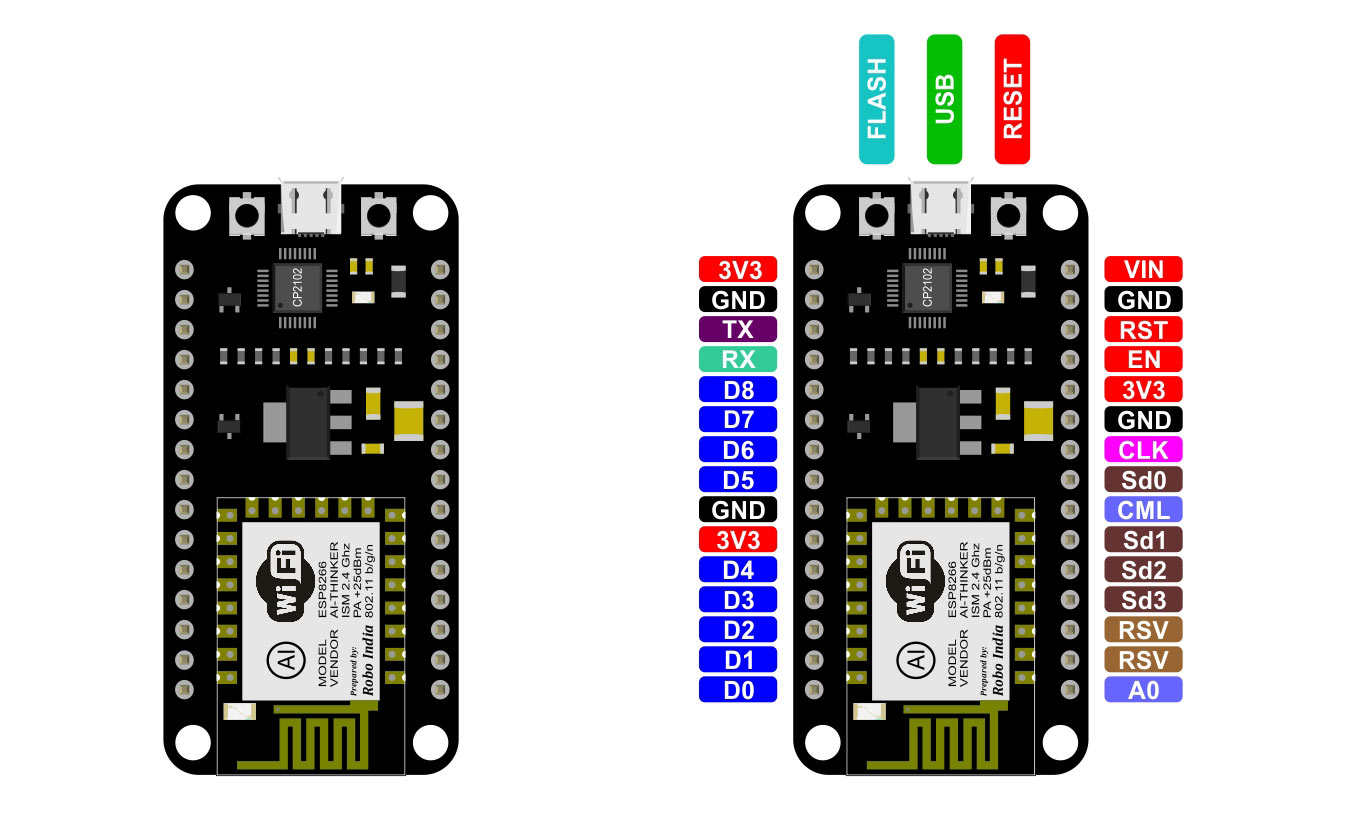 FLASH
USB
RESET
CP2102
Wi Fi
AI
MODEL ESP8266
VENDOR AI-THINKER
ISM 2.4 Ghz
PA +25dBm
802.11 b/g/n
Prepared by:
Robo India
CP2102
Wi Fi
AI
MODEL ESP8266
VENDOR AI-THINKER
ISM 2.4 Ghz
PA +25dBm
802.11 b/g/n
Prepared by:
Robo India
3V3
GND
TX
RX
D8
D7
D6
D5
GND
3V3
D4
D3
D2
D1
D0
VIN
GND
RST
EN
3V3
GND
CLK
Sd0
CML
Sd1
Sd2
Sd3
RSV
RSV
A0